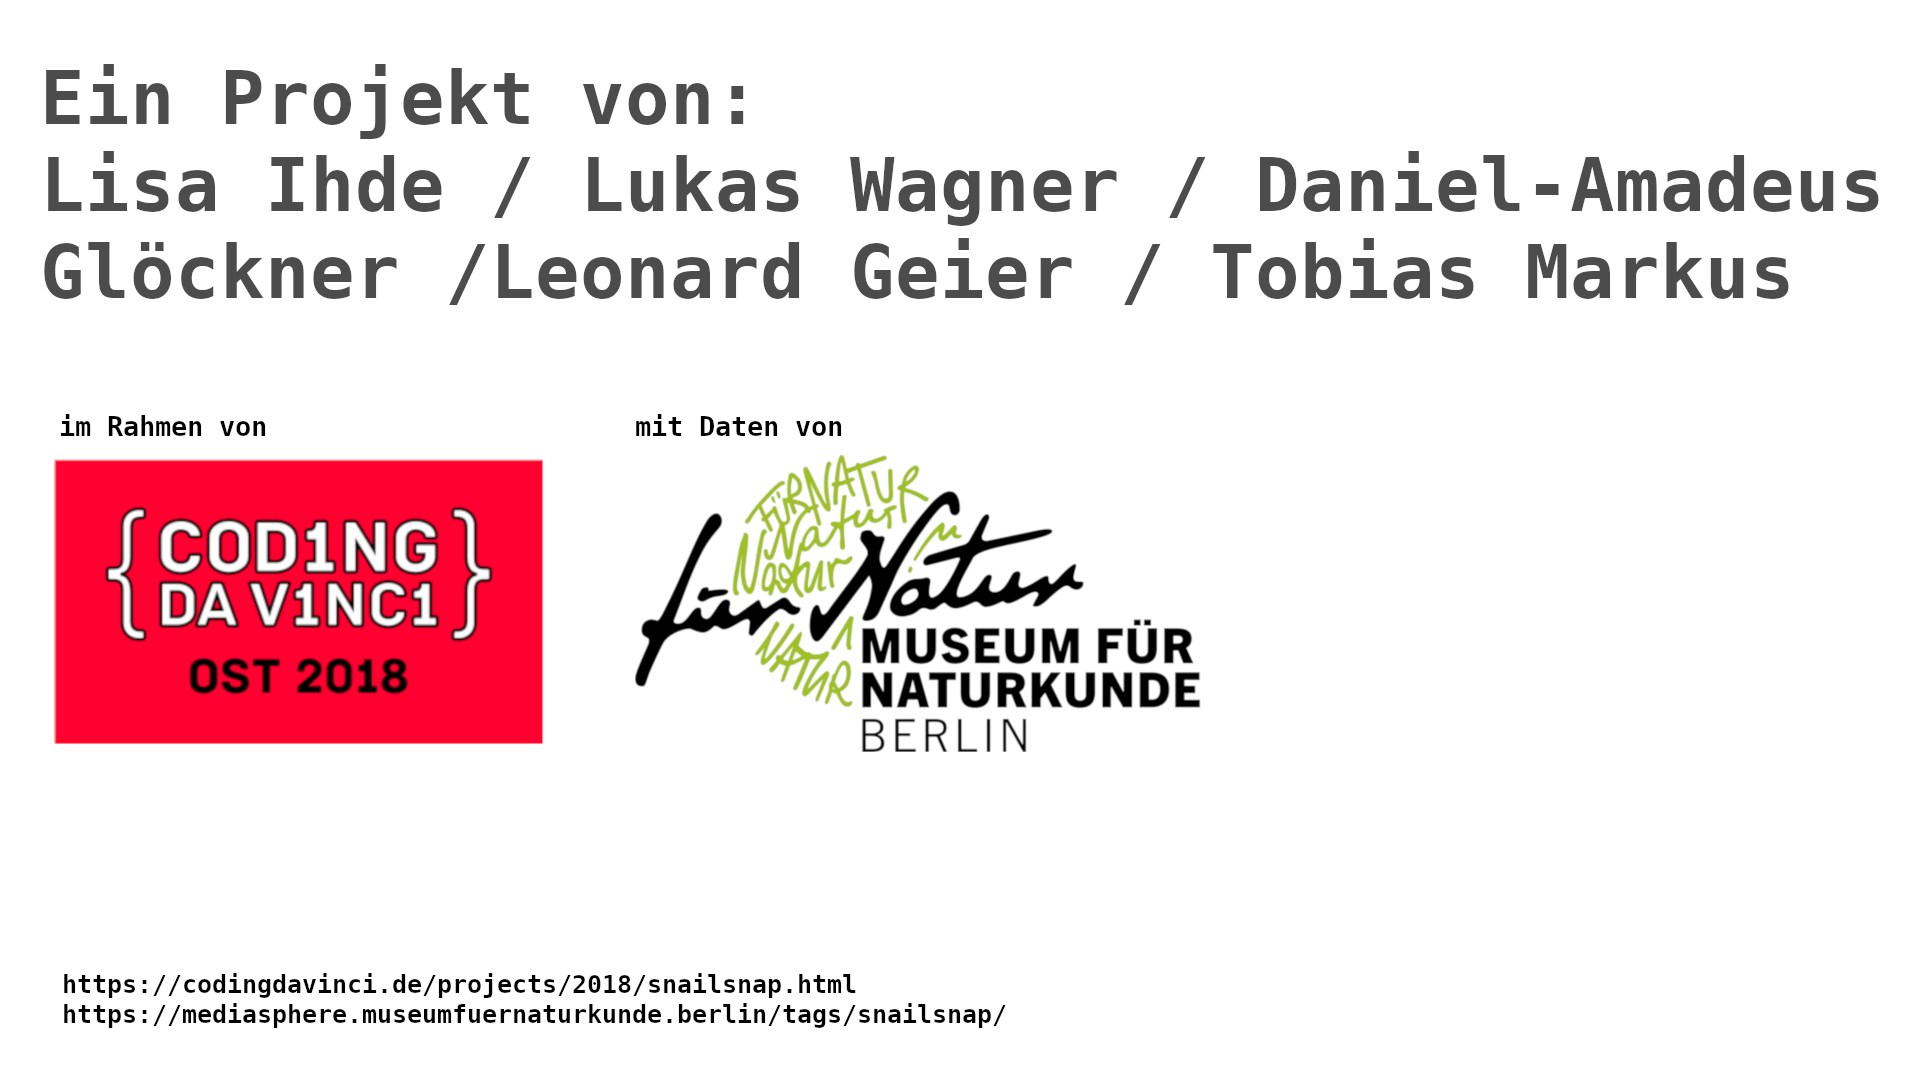 Ein Projekt von:
Lisa Ihde / Lukas Wagner / Daniel-Amadeus
Glöckner /Leonard Geier / Tobias Markus
im Rahmen von
mit Daten von
{ COD1NG
DA V1NC1 }
OST 2018
FÜR NATUR
Natur
Natur
für Natur
NATUR
MUSEUM FÜR
NATURKUNDE
BERLIN
https://codingdavinci.de/projects/2018/snailsnap.html
https://mediasphere.museumfuernaturkunde.berlin/tags/snailsnap/